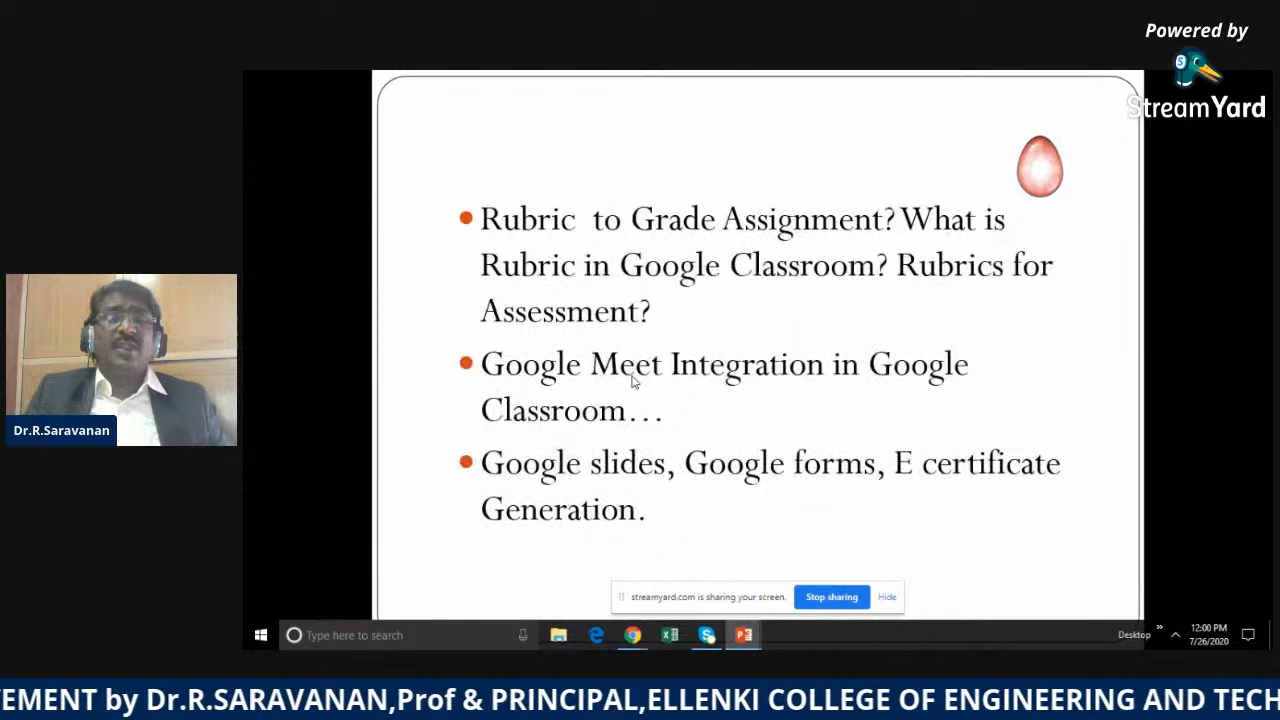 Powered by
StreamYard
Rubric to Grade Assignment? What is
Rubric in Google Classroom? Rubrics for
Assessment?
Google Meet Integration in Google
Classroom…
Google slides, Google forms, E certificate
Generation.
Dr.R.Saravanan
streamyard.com is sharing your screen.
Stop sharing
Hide
Type here to search
Desktop
12:00 PM
7/26/2020
VEMENT by Dr.R.SARAVANAN,Prof & PRINCIPAL,ELLENKI COLLEGE OF ENGINEERING AND TECH